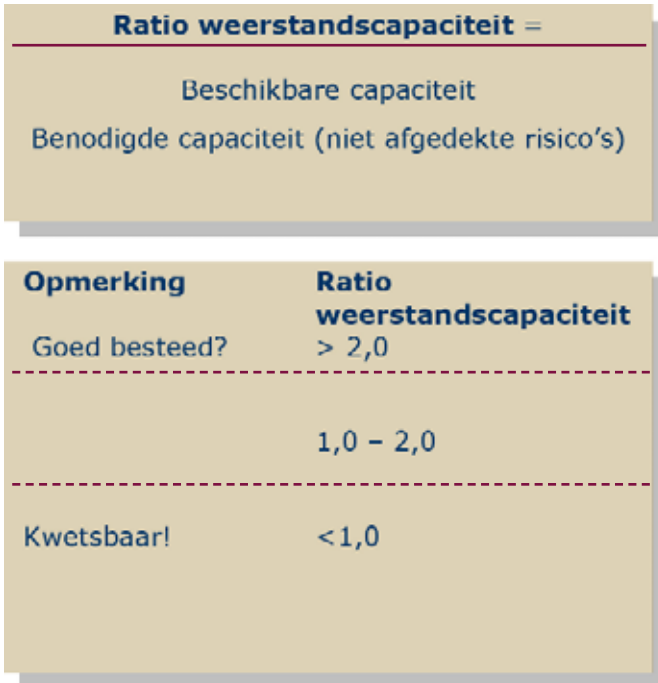 Ratio weerstandscapaciteit =
Beschikbare capaciteit
Benodigde capaciteit (niet afgedekte risico's)
Opmerking Ratio weerstandscapaciteit
Goed besteed? > 2,0
1,0 – 2,0
Kwetsbaar! <1,0